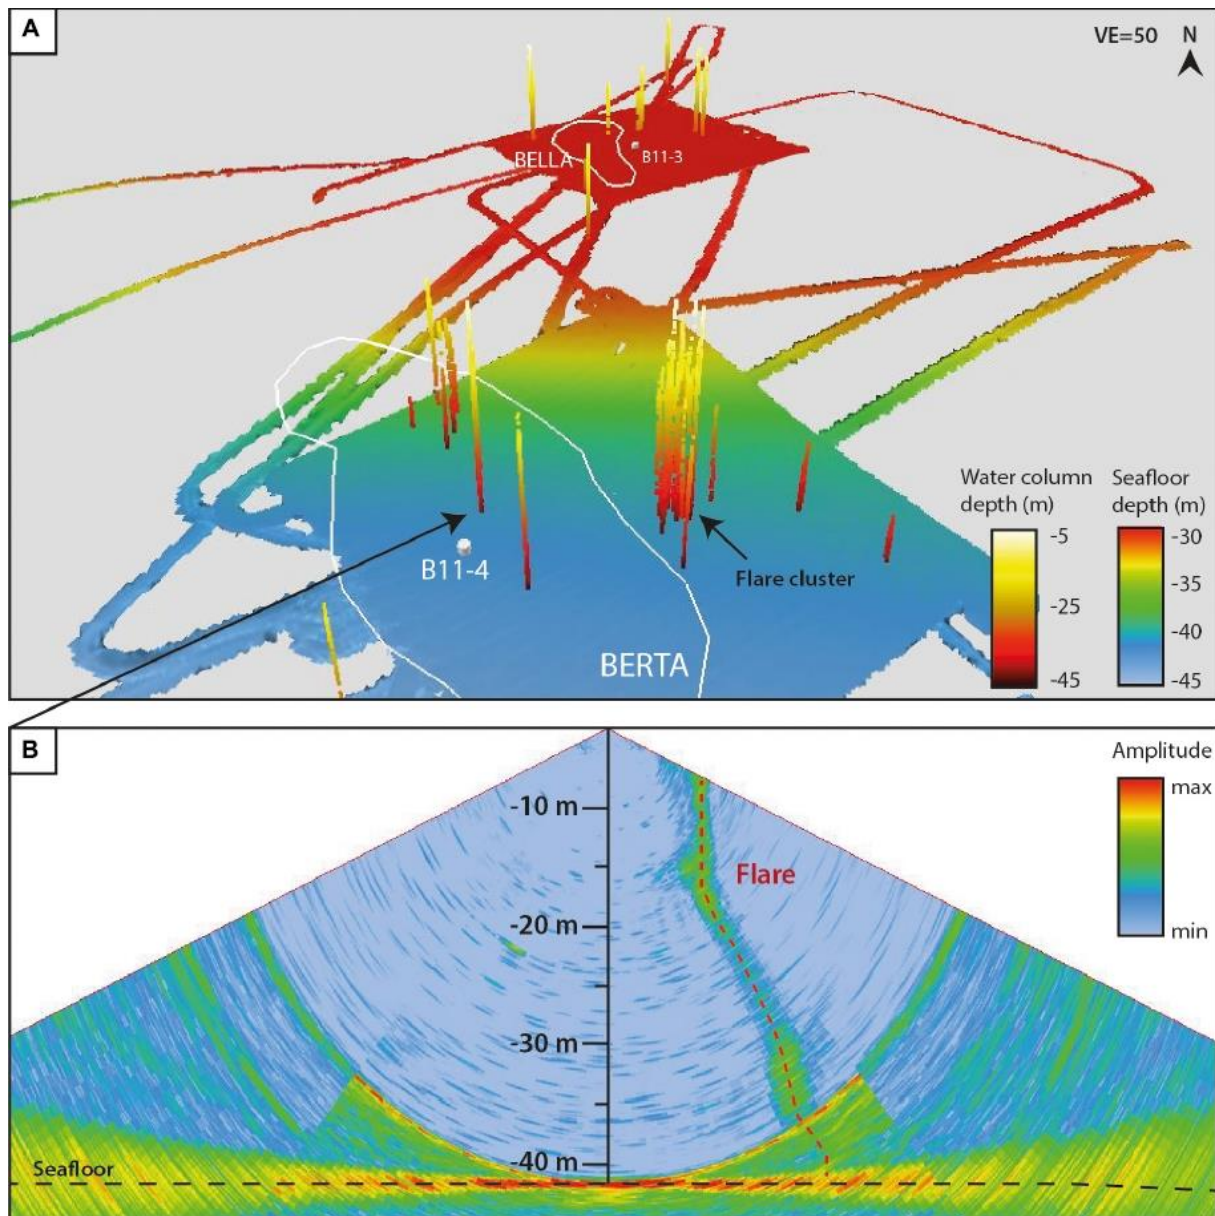 A
VE=50 N
BELLA
B11-3
Water column
depth (m)
-5
-25
-45
Seafloor
depth (m)
-30
-35
-40
-45
Flare cluster
B11-4
BERTA
B
Amplitude
max
min
-10 m
Flare
-20 m
-30 m
-40 m
Seafloor